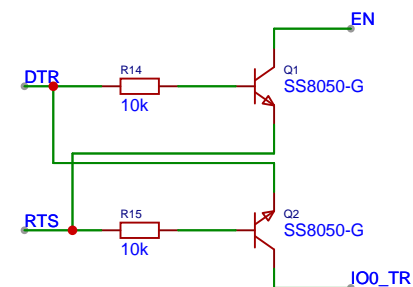 EN
DTR
R14
10k
Q1
SS8050-G
RTS
R15
10k
Q2
SS8050-G
IO0_TR